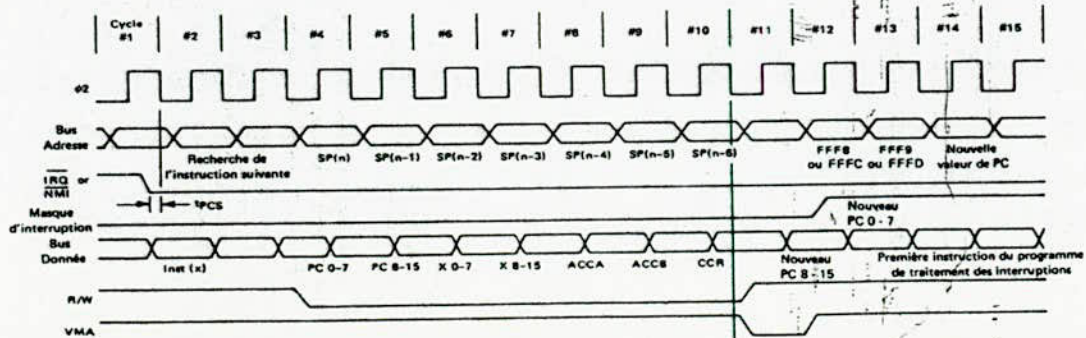 Cycle
#1 #2 #3 #4 #5 #6 #7 #8 #9 #10 #11 #12 #13 #14 #15
φ2
Bus
Adresse
Recherche de
l'instruction suivante
SP(n) SP(n-1) SP(n-2) SP(n-3) SP(n-4) SP(n-5) SP(n-6)
FFF8 FFF9
ou FFFC ou FFFD
Nouvelle
valeur de PC
IRQ or
NMI
tPCS
Masque
d'interruption
Nouveau
PC 0-7
Bus
Donnée
Inst (x) PC 0-7 PC 8-15 X 0-7 X 8-15 ACCA ACCB CCR
Nouveau
PC 8-15
Première instruction du programme
de traitement des interruptions
R/W
VMA